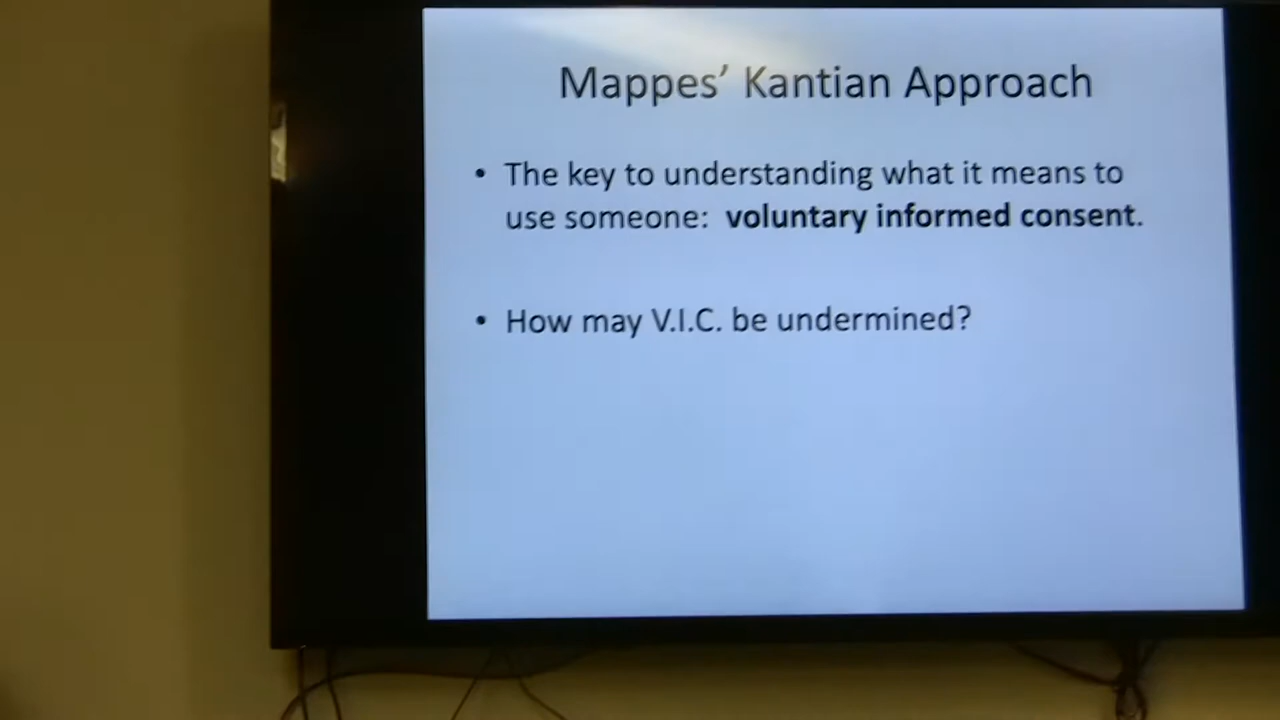 Mappes’ Kantian Approach
• The key to understanding what it means to
use someone: voluntary informed consent.
• How may V.I.C. be undermined?